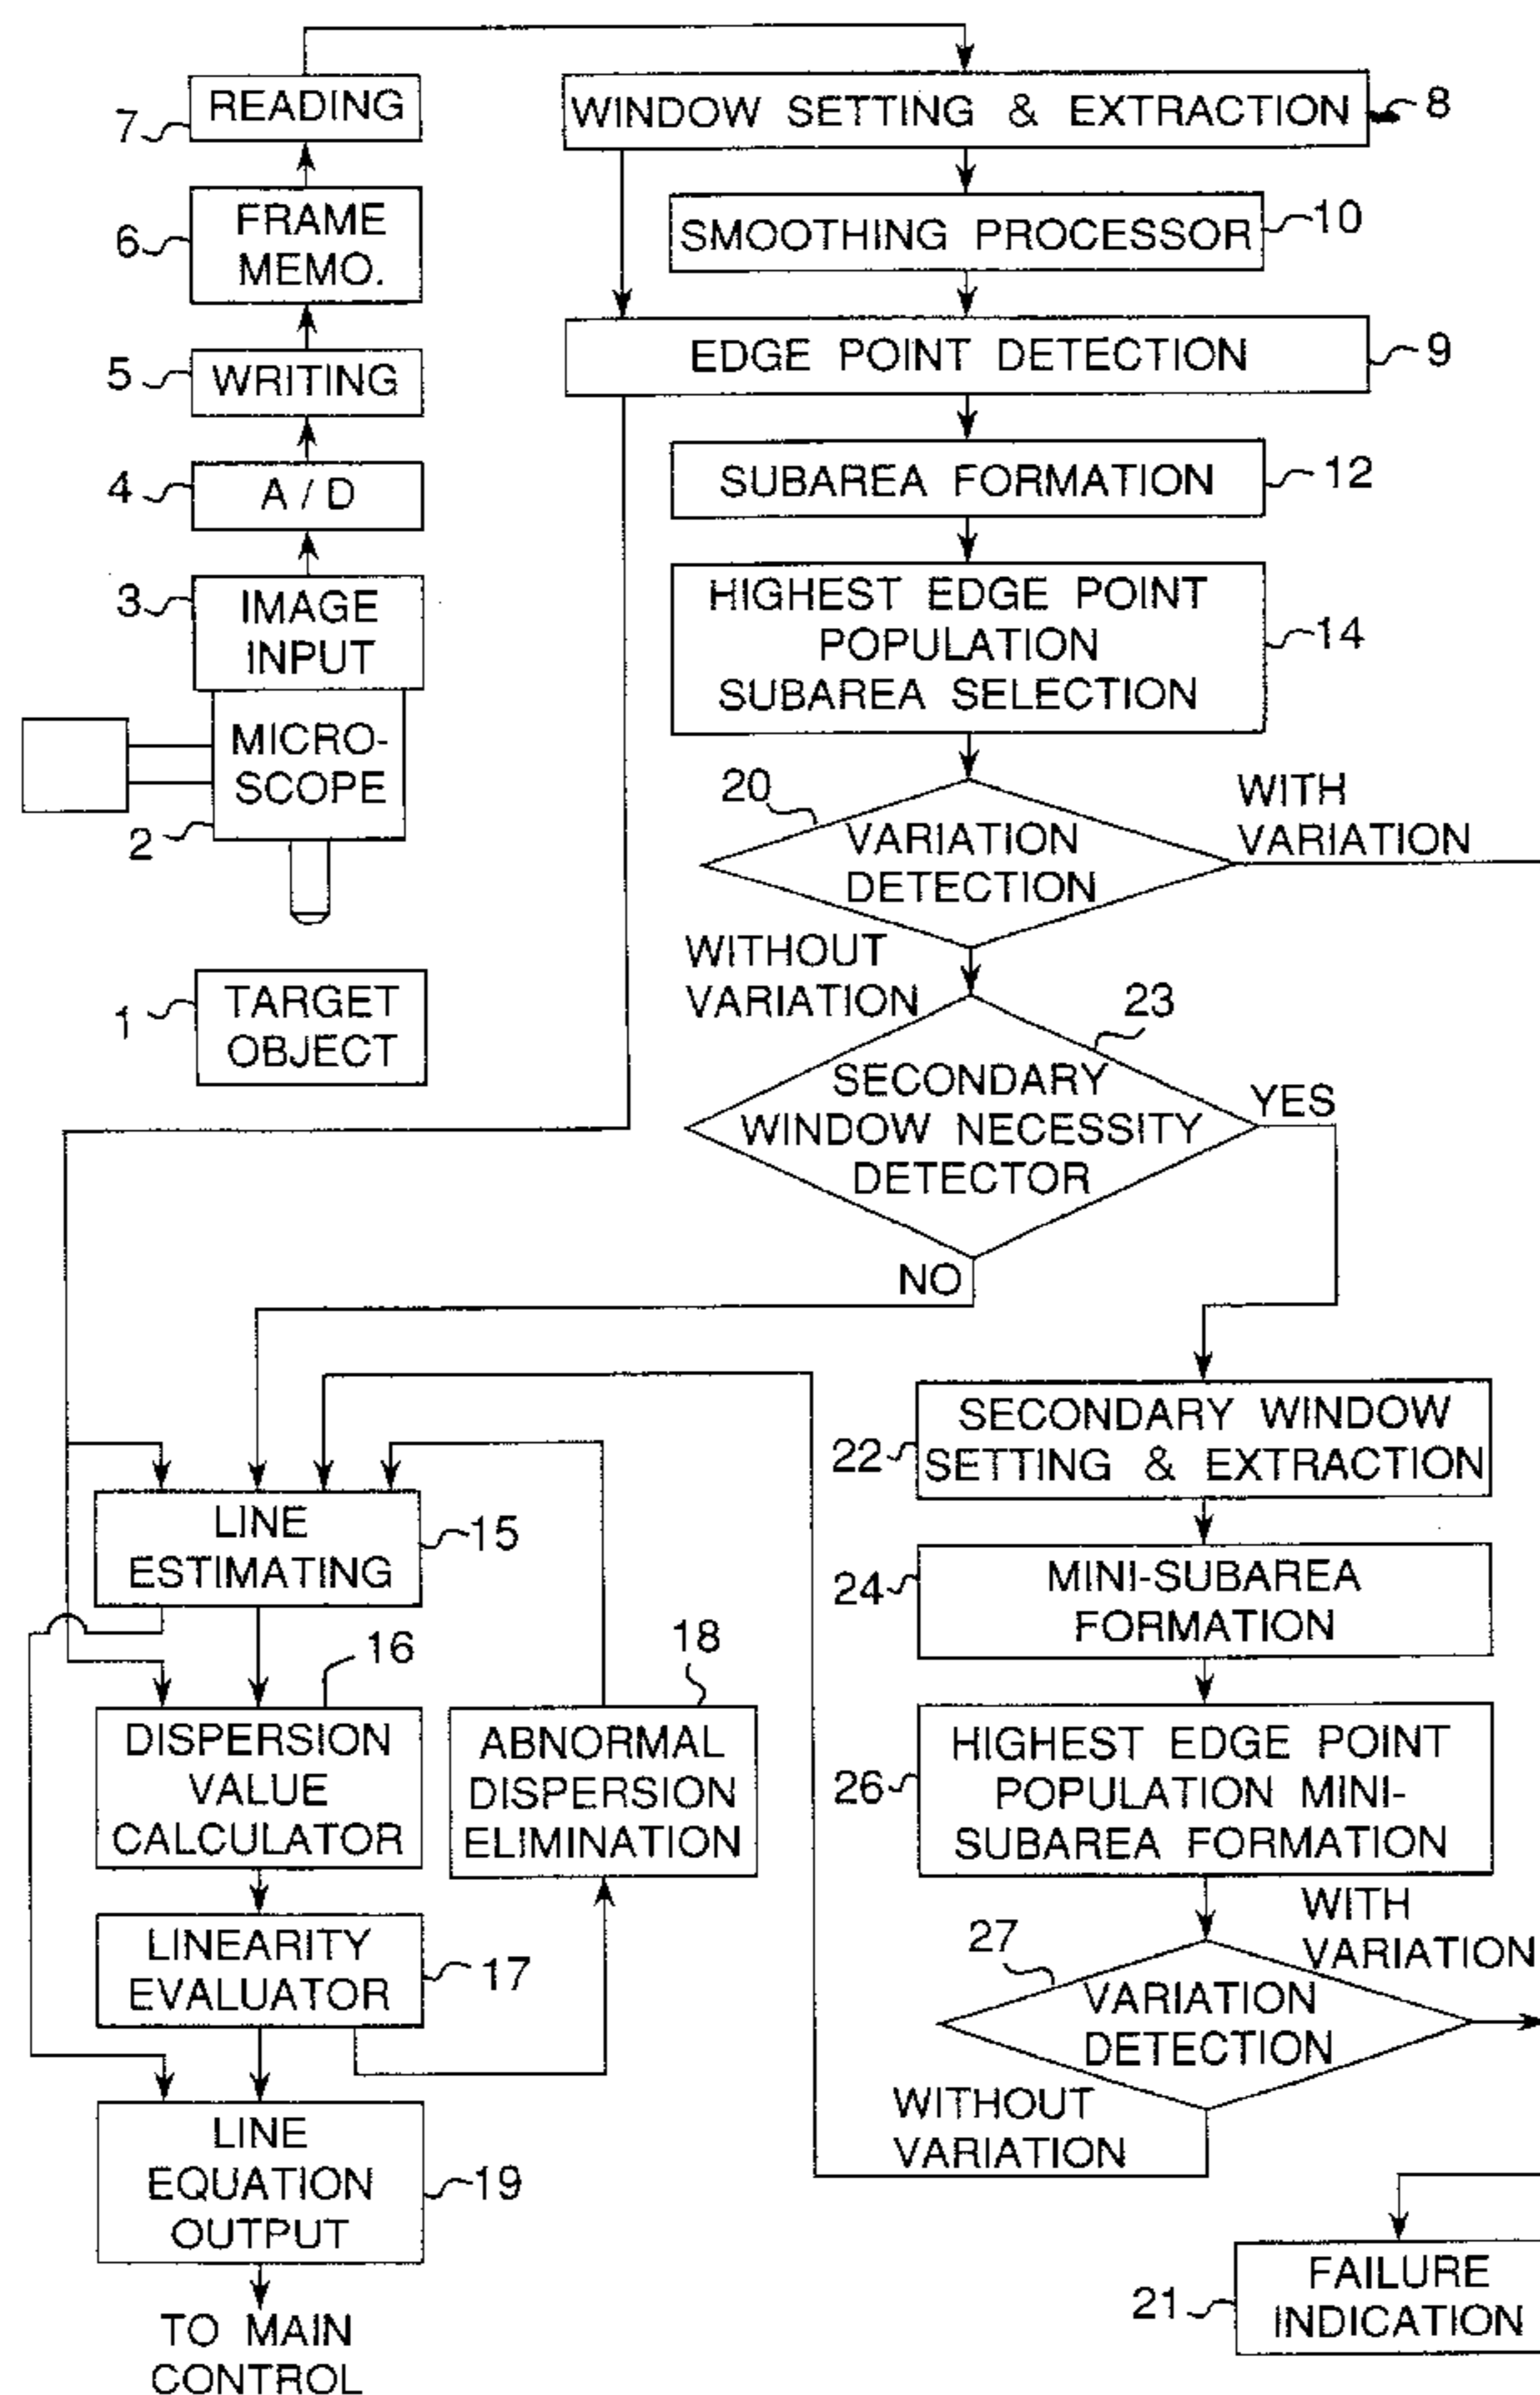 READING
7
FRAME
MEMO.
6
WRITING
5
A / D
4
IMAGE
INPUT
3
MICRO-
SCOPE
2
TARGET
OBJECT
1
WINDOW SETTING & EXTRACTION
8
SMOOTHING PROCESSOR
10
EDGE POINT DETECTION
9
SUBAREA FORMATION
12
HIGHEST EDGE POINT
POPULATION
SUBAREA SELECTION
14
20
VARIATION
DETECTION
WITH
VARIATION
WITHOUT
VARIATION
23
SECONDARY
WINDOW NECESSITY
DETECTOR
YES
NO
SECONDARY WINDOW
SETTING & EXTRACTION
22
MINI-SUBAREA
FORMATION
24
HIGHEST EDGE POINT
POPULATION MINI-
SUBAREA FORMATION
26
27
VARIATION
DETECTION
WITH
VARIATION
WITHOUT
VARIATION
FAILURE
INDICATION
21
LINE
ESTIMATING
15
16
DISPERSION
VALUE
CALCULATOR
18
ABNORMAL
DISPERSION
ELIMINATION
LINEARITY
EVALUATOR
17
LINE
EQUATION
OUTPUT
19
TO MAIN
CONTROL